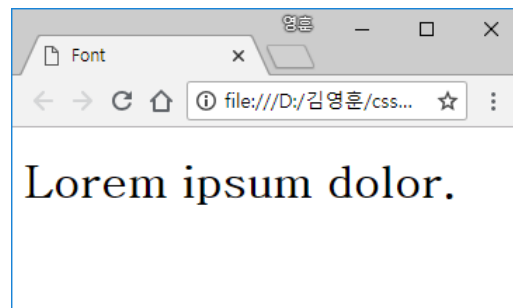 영훈
Font
file:///D:/김영훈/css...
Lorem ipsum dolor.